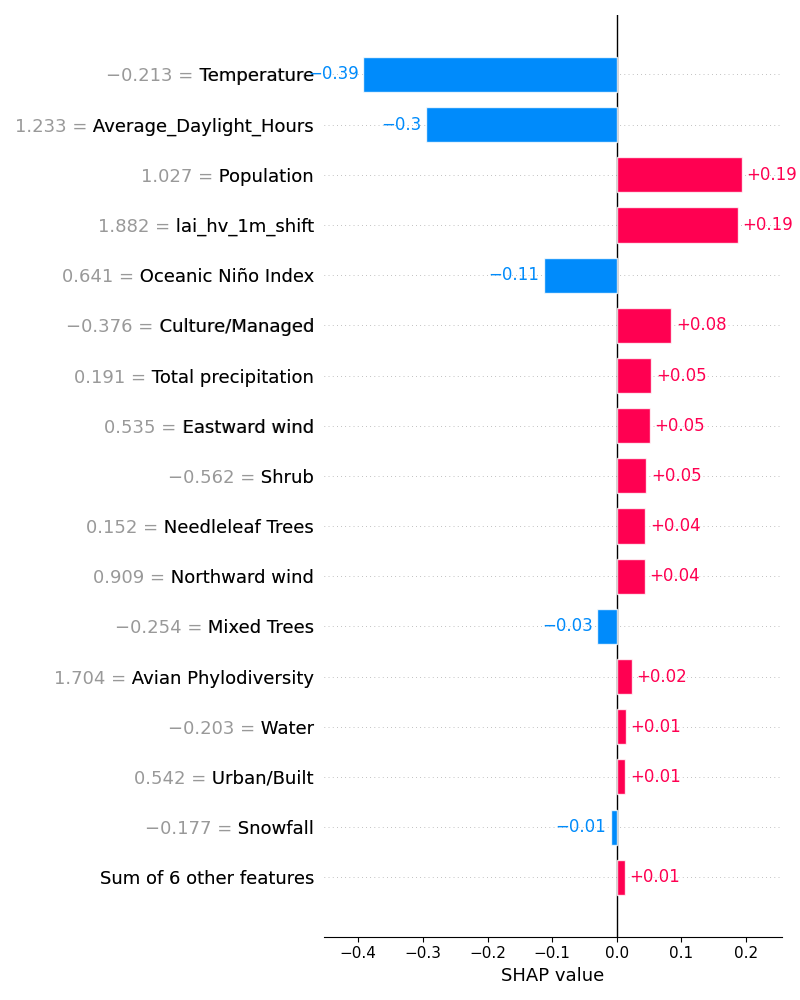 −0.213 = Temperature −0.39
1.233 = Average_Daylight_Hours −0.3
1.027 = Population +0.19
1.882 = lai_hv_1m_shift +0.19
0.641 = Oceanic Niño Index −0.11
−0.376 = Culture/Managed +0.08
0.191 = Total precipitation +0.05
0.535 = Eastward wind +0.05
−0.562 = Shrub +0.05
0.152 = Needleleaf Trees +0.04
0.909 = Northward wind +0.04
−0.254 = Mixed Trees −0.03
1.704 = Avian Phylodiversity +0.02
−0.203 = Water +0.01
0.542 = Urban/Built +0.01
−0.177 = Snowfall −0.01
Sum of 6 other features +0.01
−0.4 −0.3 −0.2 −0.1 0.0 0.1 0.2
SHAP value